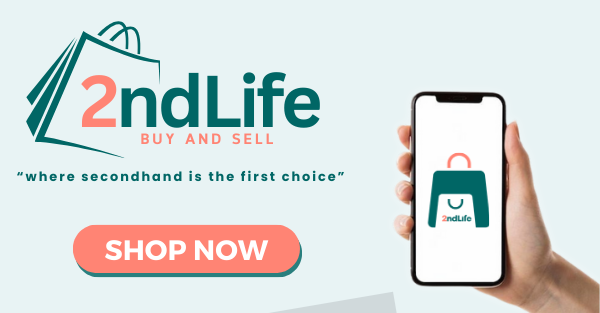 2ndLife
BUY AND SELL
“where secondhand is the first choice”
SHOP NOW
2ndLife